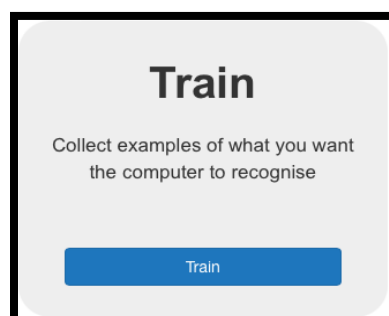 Train
Collect examples of what you want
the computer to recognise
Train